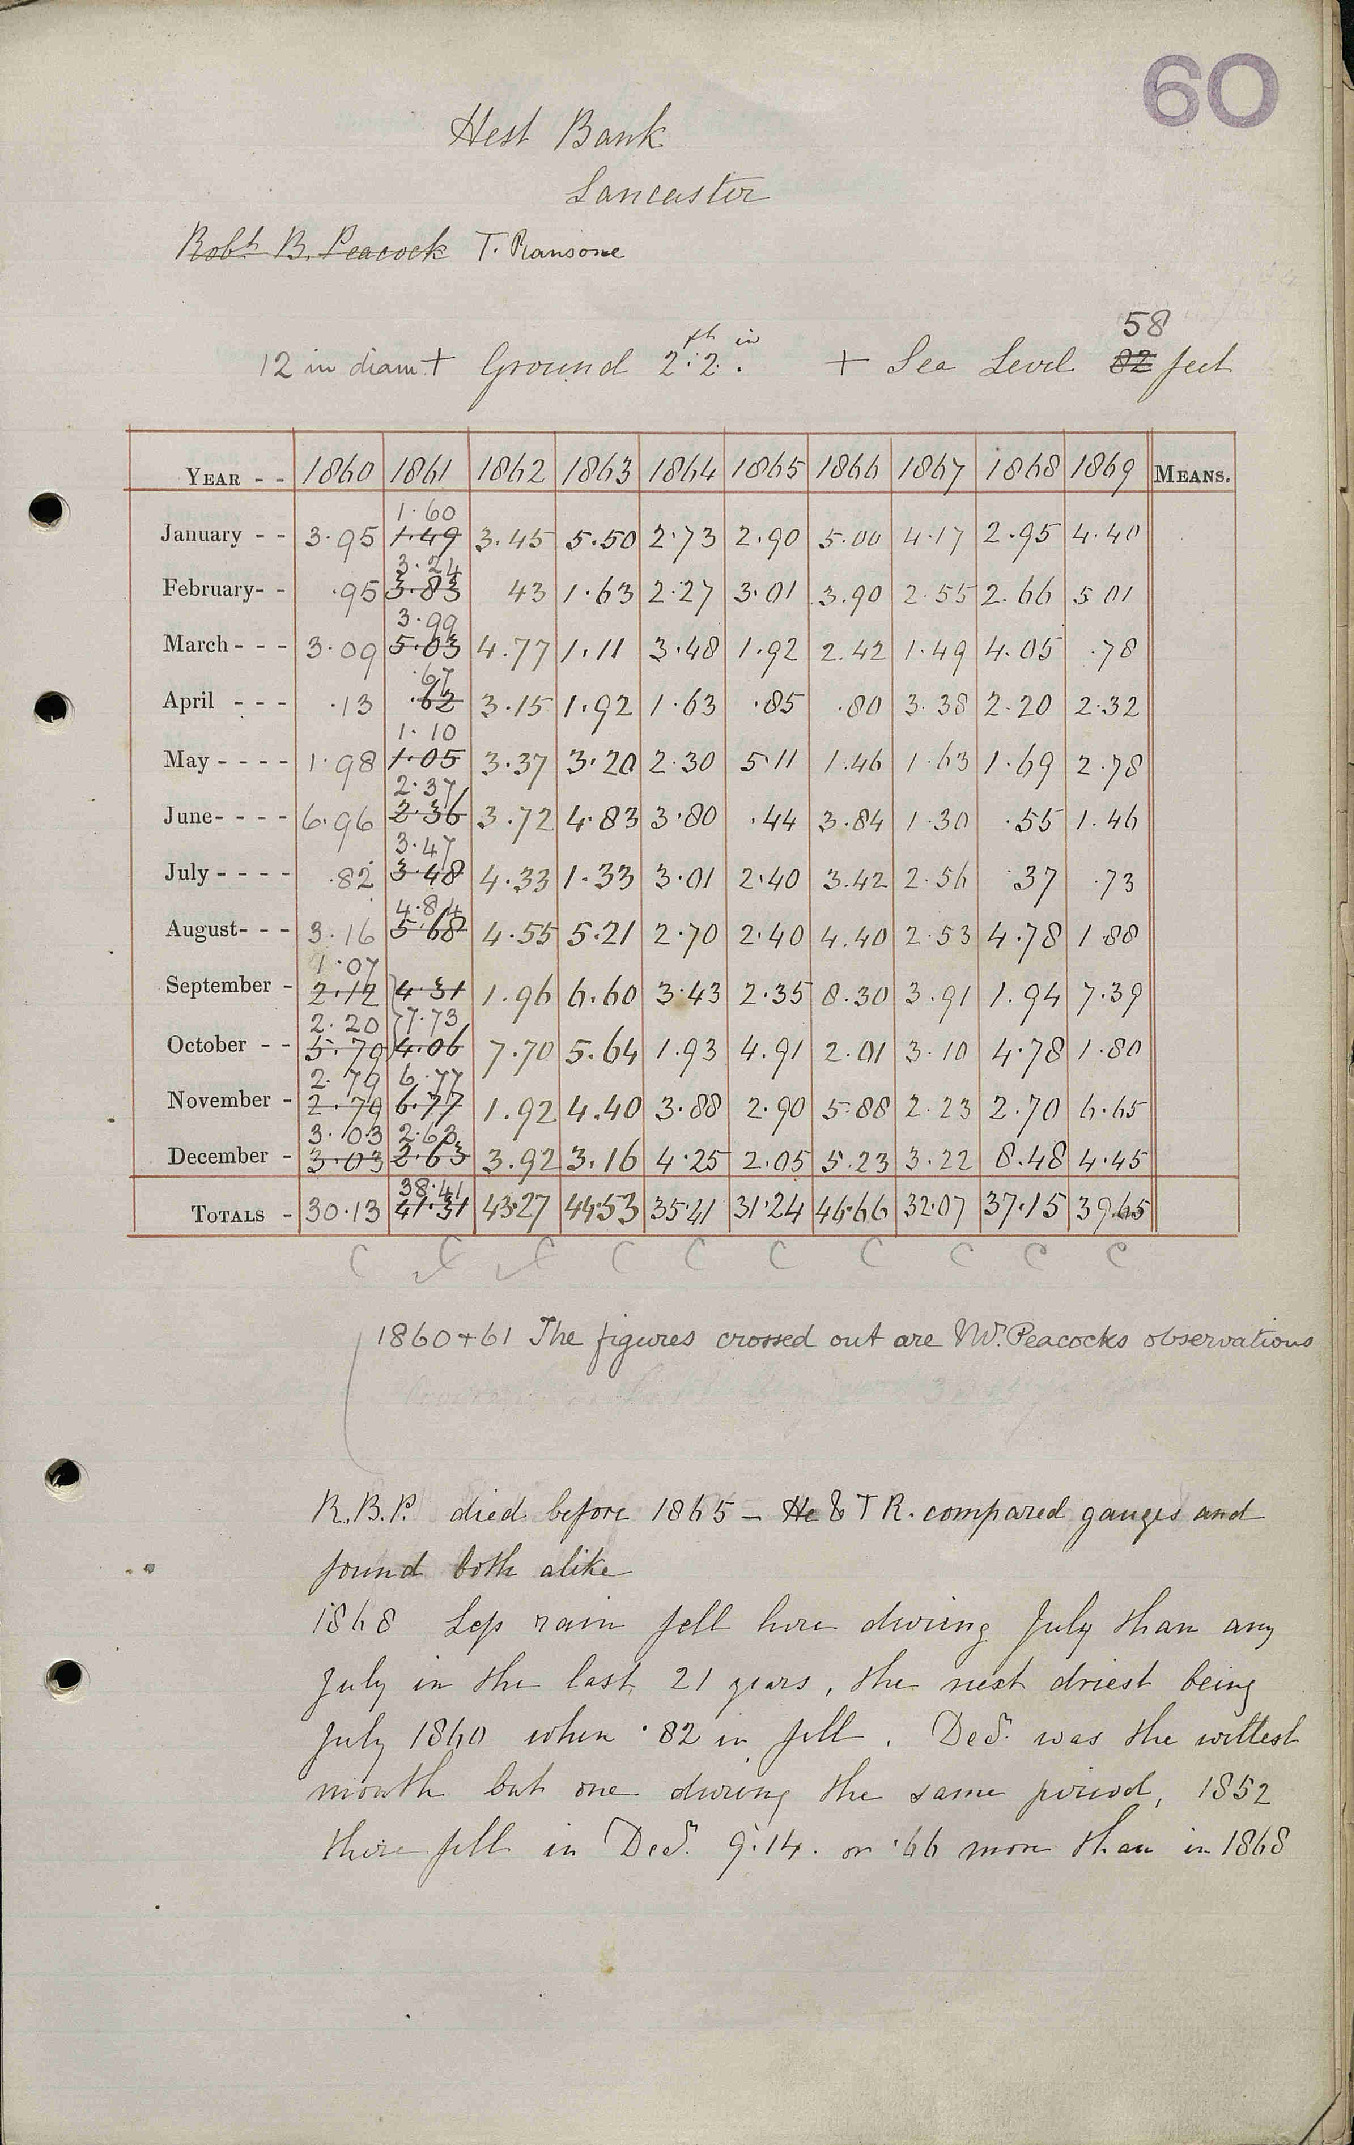 60
Hest Bank
Lancaster
Robt. B. Peacock T. Ransome
58
12 in diam + Ground 2 ft 2 in. + Sea Level 82 feet
YEAR - - 1860 1861 1862 1863 1864 1865 1866 1867 1868 1869 MEANS.
1.60
January - - 3.95 1.49 3.45 5.50 2.73 2.90 5.00 4.17 2.95 4.40
3.24
February- - .95 3.83 43 1.63 2.27 3.01 3.90 2.55 2.66 5.01
3.99
March - - - 3.09 5.03 4.77 1.11 3.48 1.92 2.42 1.49 4.05 .78
.67
April - - - .13 .62 3.15 1.92 1.63 .85 .80 3.38 2.20 2.32
1.10
May - - - - 1.98 1.05 3.37 3.20 2.30 5.11 1.46 1.63 1.69 2.78
2.37
June- - - - 6.96 2.36 3.72 4.83 3.80 .44 3.84 1.30 .55 1.46
3.47
July - - - - .82 3.48 4.33 1.33 3.01 2.40 3.42 2.56 .37 .73
4.84
August- - - 3.16 5.68 4.55 5.21 2.70 2.40 4.40 2.53 4.78 1.88
1.07
September - 2.12 4.31 1.96 6.60 3.43 2.35 8.30 3.91 1.94 7.39
2.20 7.73
October - - 5.70 4.06 7.70 5.64 1.93 4.91 2.01 3.10 4.78 1.80
2.79 6.77
November - 2.79 6.77 1.92 4.40 3.88 2.90 5.88 2.23 2.70 6.65
3.03 2.63
December - 3.03 2.63 3.92 3.16 4.25 2.05 5.23 3.22 8.48 4.45
38.41
TOTALS - 30.13 41.31 43.27 44.53 35.41 31.24 46.66 32.07 37.15 39.65
C C C C C C C C C C
1860+61 The figures crossed out are Mr. Peacocks observations
R.B.P. died before 1865 - He & T R. compared gauges and
found both alike
1868 Less rain fell here during July than any
July in the last 21 years, the next driest being
July 1860 when .82 in fell. Decr. was the wettest
month but one during the same period, 1852
there fell in Decr. 9.14. or .66 more than in 1868